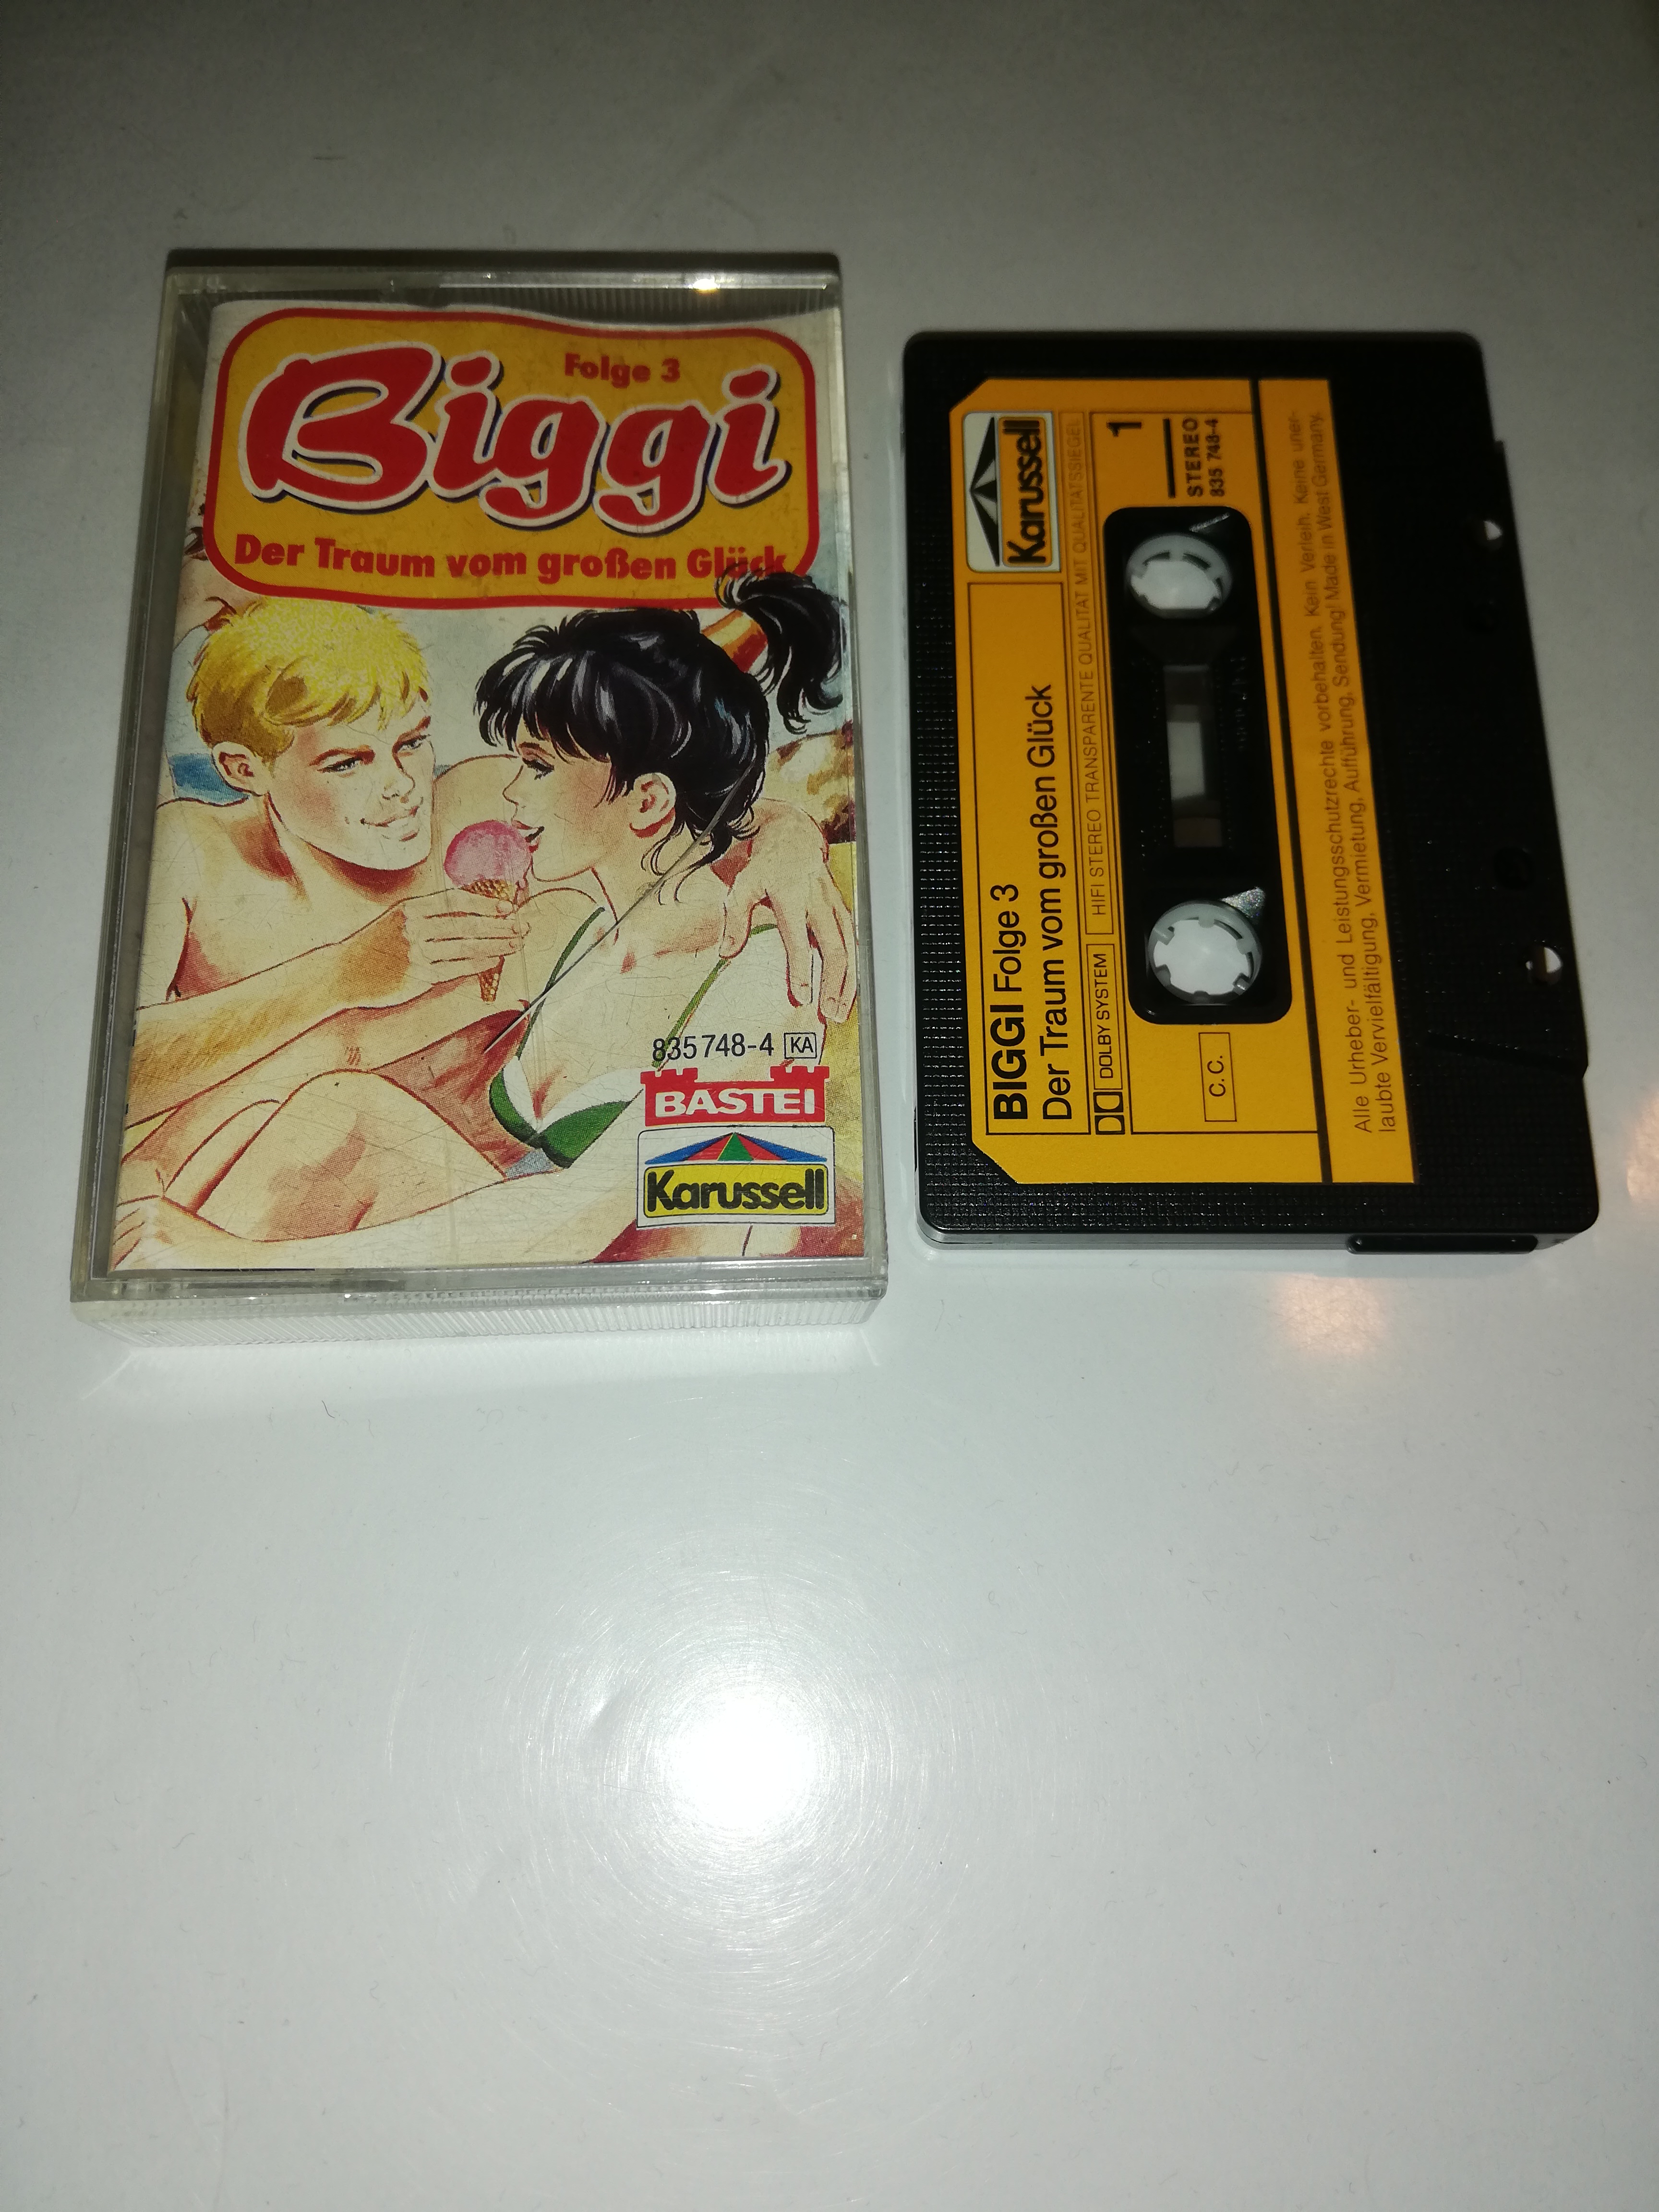 Folge 3
Biggi
Der Traum vom großen Glück
835 748-4 KA
BASTEI
Karussell
Karussell
1
STEREO
835 748-4
BIGGI Folge 3
Der Traum vom großen Glück
DOLBY SYSTEM
HIFI STEREO TRANSPARENTE QUALITÄT MIT QUALITÄTSSIEGEL
C.C.
Alle Urheber- und Leistungsschutzrechte vorbehalten. Kein Verleih. Keine uner-
laubte Vervielfältigung, Vermietung, Aufführung, Sendung! Made in West Germany